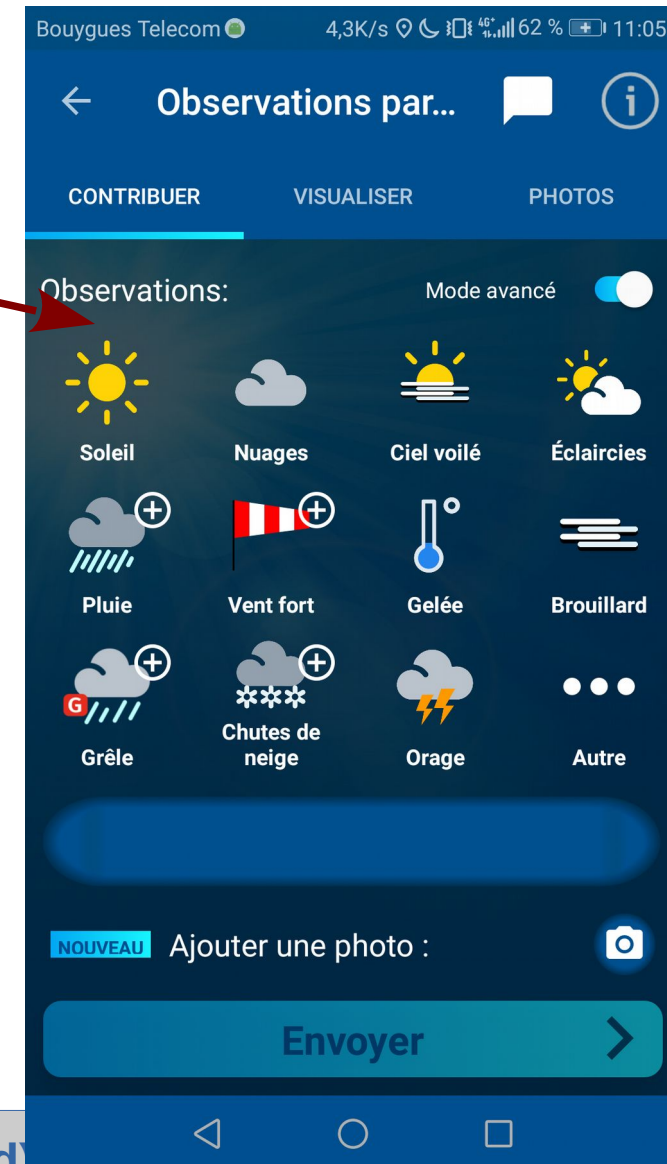 Bouygues Telecom 4,3K/s 4G+ 62 % 11:05
Observations par...
CONTRIBUER VISUALISER PHOTOS
Observations: Mode avancé
Soleil Nuages Ciel voilé Éclaircies
Pluie Vent fort Gelée Brouillard
G
Grêle Chutes de neige Orage Autre
NOUVEAU Ajouter une photo :
Envoyer